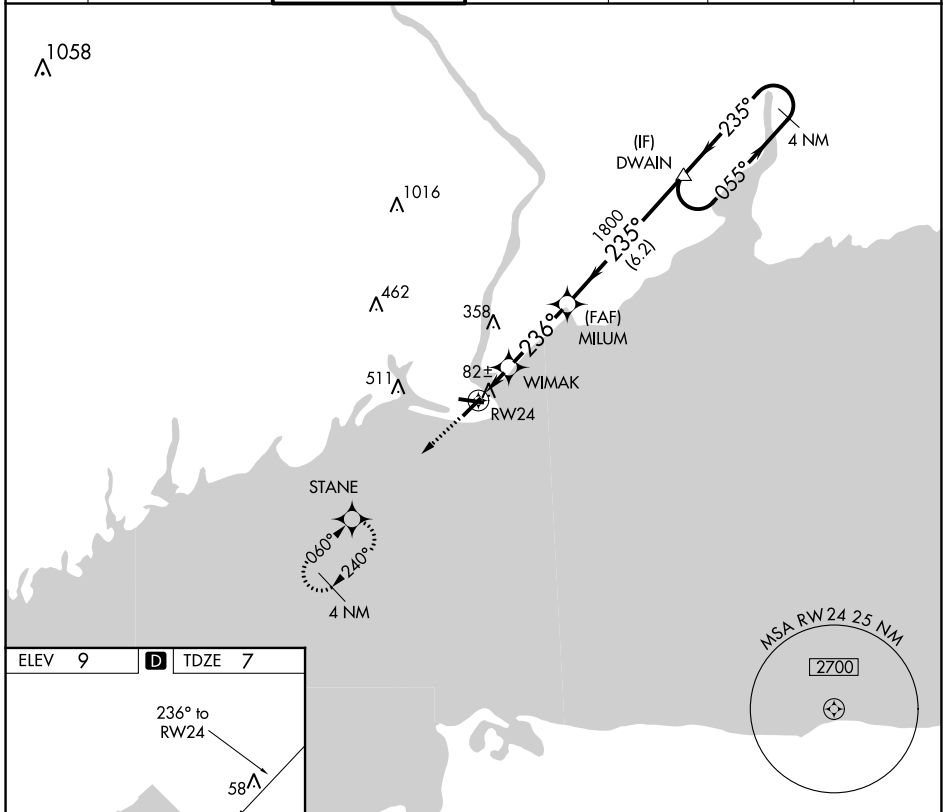 1058
235°
4 NM
(IF)
DWAIN
055°
1016
1800
235°
(6.2)
462
358
(FAF)
MILUM
236°
511
82±
WIMAK
RW24
STANE
060°
240°
4 NM
MSA RW24 25 NM
2700
ELEV 9 D TDZE 7
236° to
RW24
58